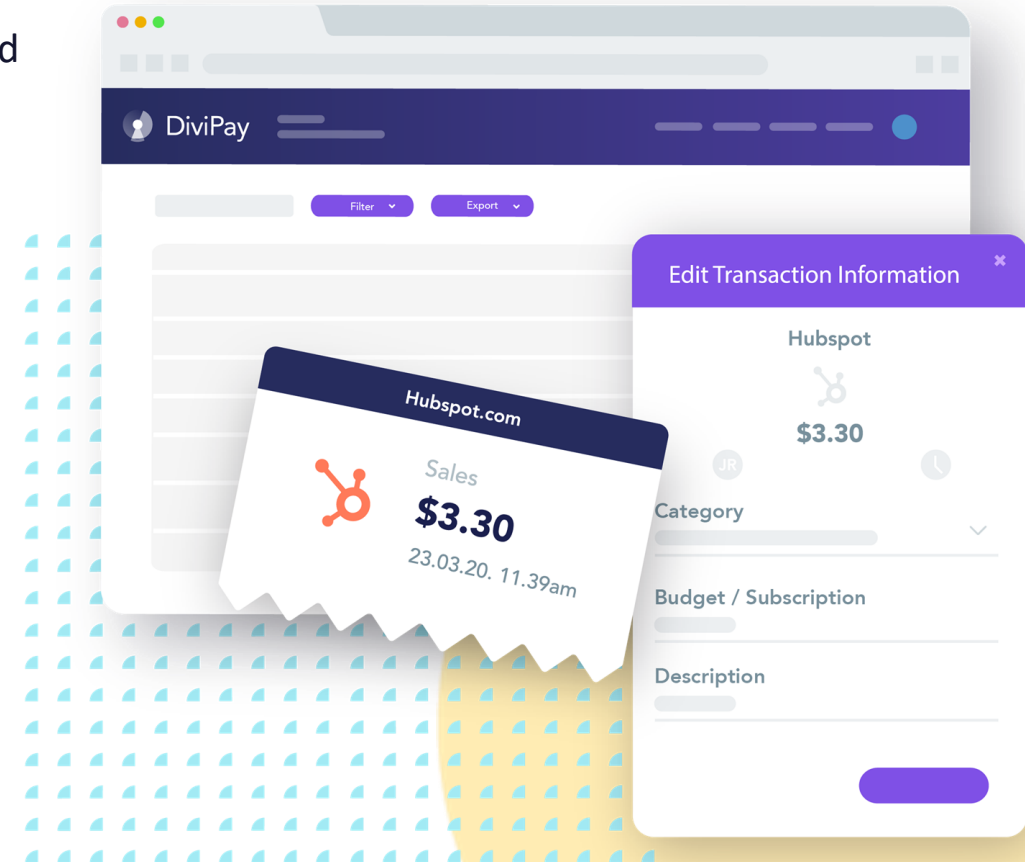 d
DiviPay
Filter
Export
Edit Transaction Information
Hubspot
$3.30
JR
Category
Budget / Subscription
Description
Hubspot.com
Sales
$3.30
23.03.20. 11.39am